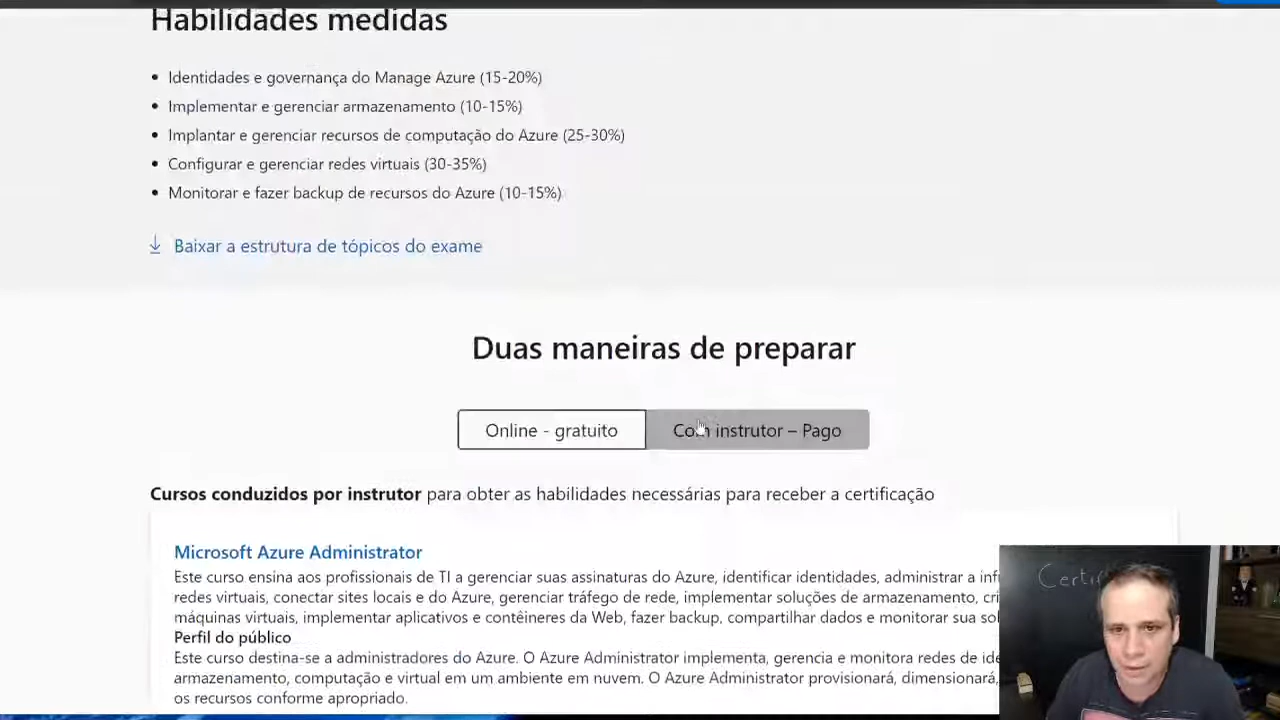 Habilidades medidas
• Identidades e governança do Manage Azure (15-20%)
• Implementar e gerenciar armazenamento (10-15%)
• Implantar e gerenciar recursos de computação do Azure (25-30%)
• Configurar e gerenciar redes virtuais (30-35%)
• Monitorar e fazer backup de recursos do Azure (10-15%)
Baixar a estrutura de tópicos do exame
Duas maneiras de preparar
Online - gratuito
Com instrutor – Pago
Cursos conduzidos por instrutor para obter as habilidades necessárias para receber a certificação
Microsoft Azure Administrator
Este curso ensina aos profissionais de TI a gerenciar suas assinaturas do Azure, identificar identidades, administrar a inf
redes virtuais, conectar sites locais e do Azure, gerenciar tráfego de rede, implementar soluções de armazenamento, cri
máquinas virtuais, implementar aplicativos e contêineres da Web, fazer backup, compartilhar dados e monitorar sua sol
Perfil do público
Este curso destina-se a administradores do Azure. O Azure Administrator implementa, gerencia e monitora redes de ide
armazenamento, computação e virtual em um ambiente em nuvem. O Azure Administrator provisionará, dimensionará,
os recursos conforme apropriado.
Certif